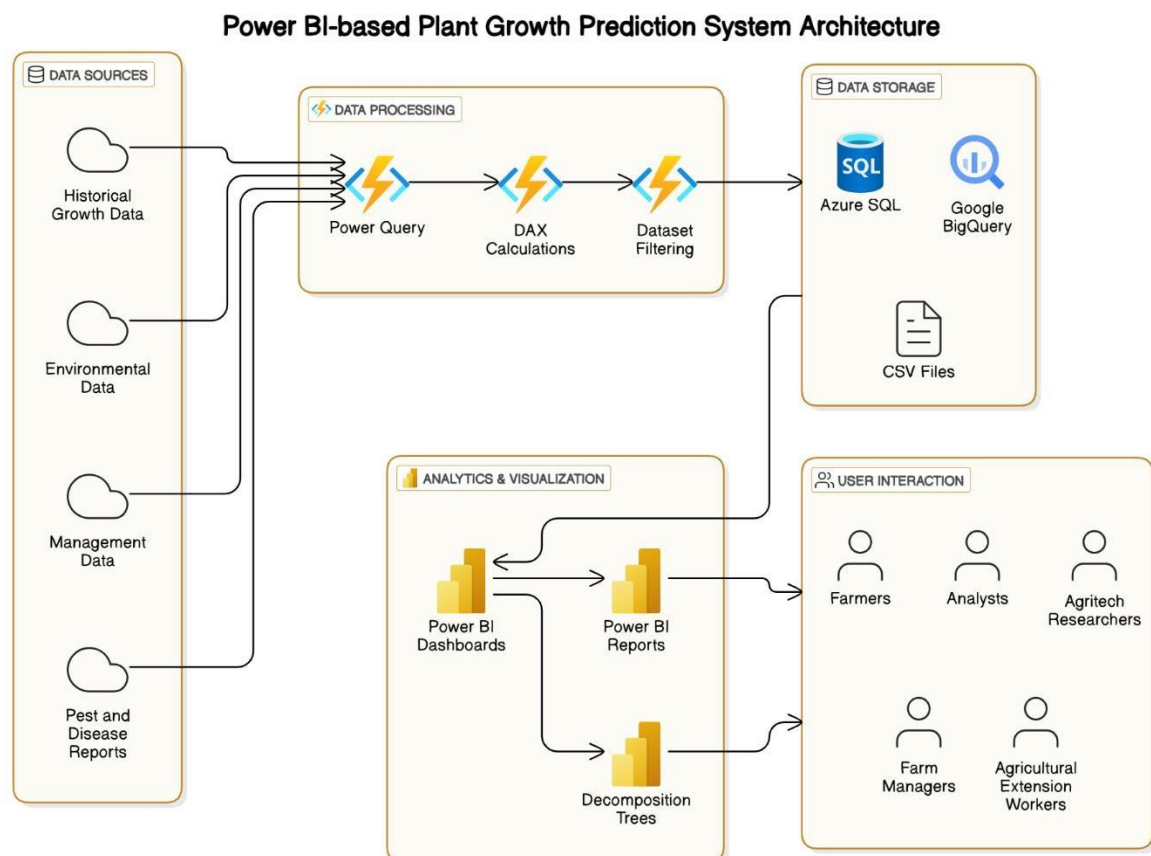 Power BI-based Plant Growth Prediction System Architecture
DATA SOURCES
Historical
Growth Data
Environmental
Data
Management
Data
Pest and
Disease
Reports
DATA PROCESSING
Power Query
DAX
Calculations
Dataset
Filtering
DATA STORAGE
SQL
Azure SQL
Google
BigQuery
CSV Files
ANALYTICS & VISUALIZATION
Power BI
Dashboards
Power BI
Reports
Decomposition
Trees
USER INTERACTION
Farmers
Analysts
Agritech
Researchers
Farm
Managers
Agricultural
Extension
Workers